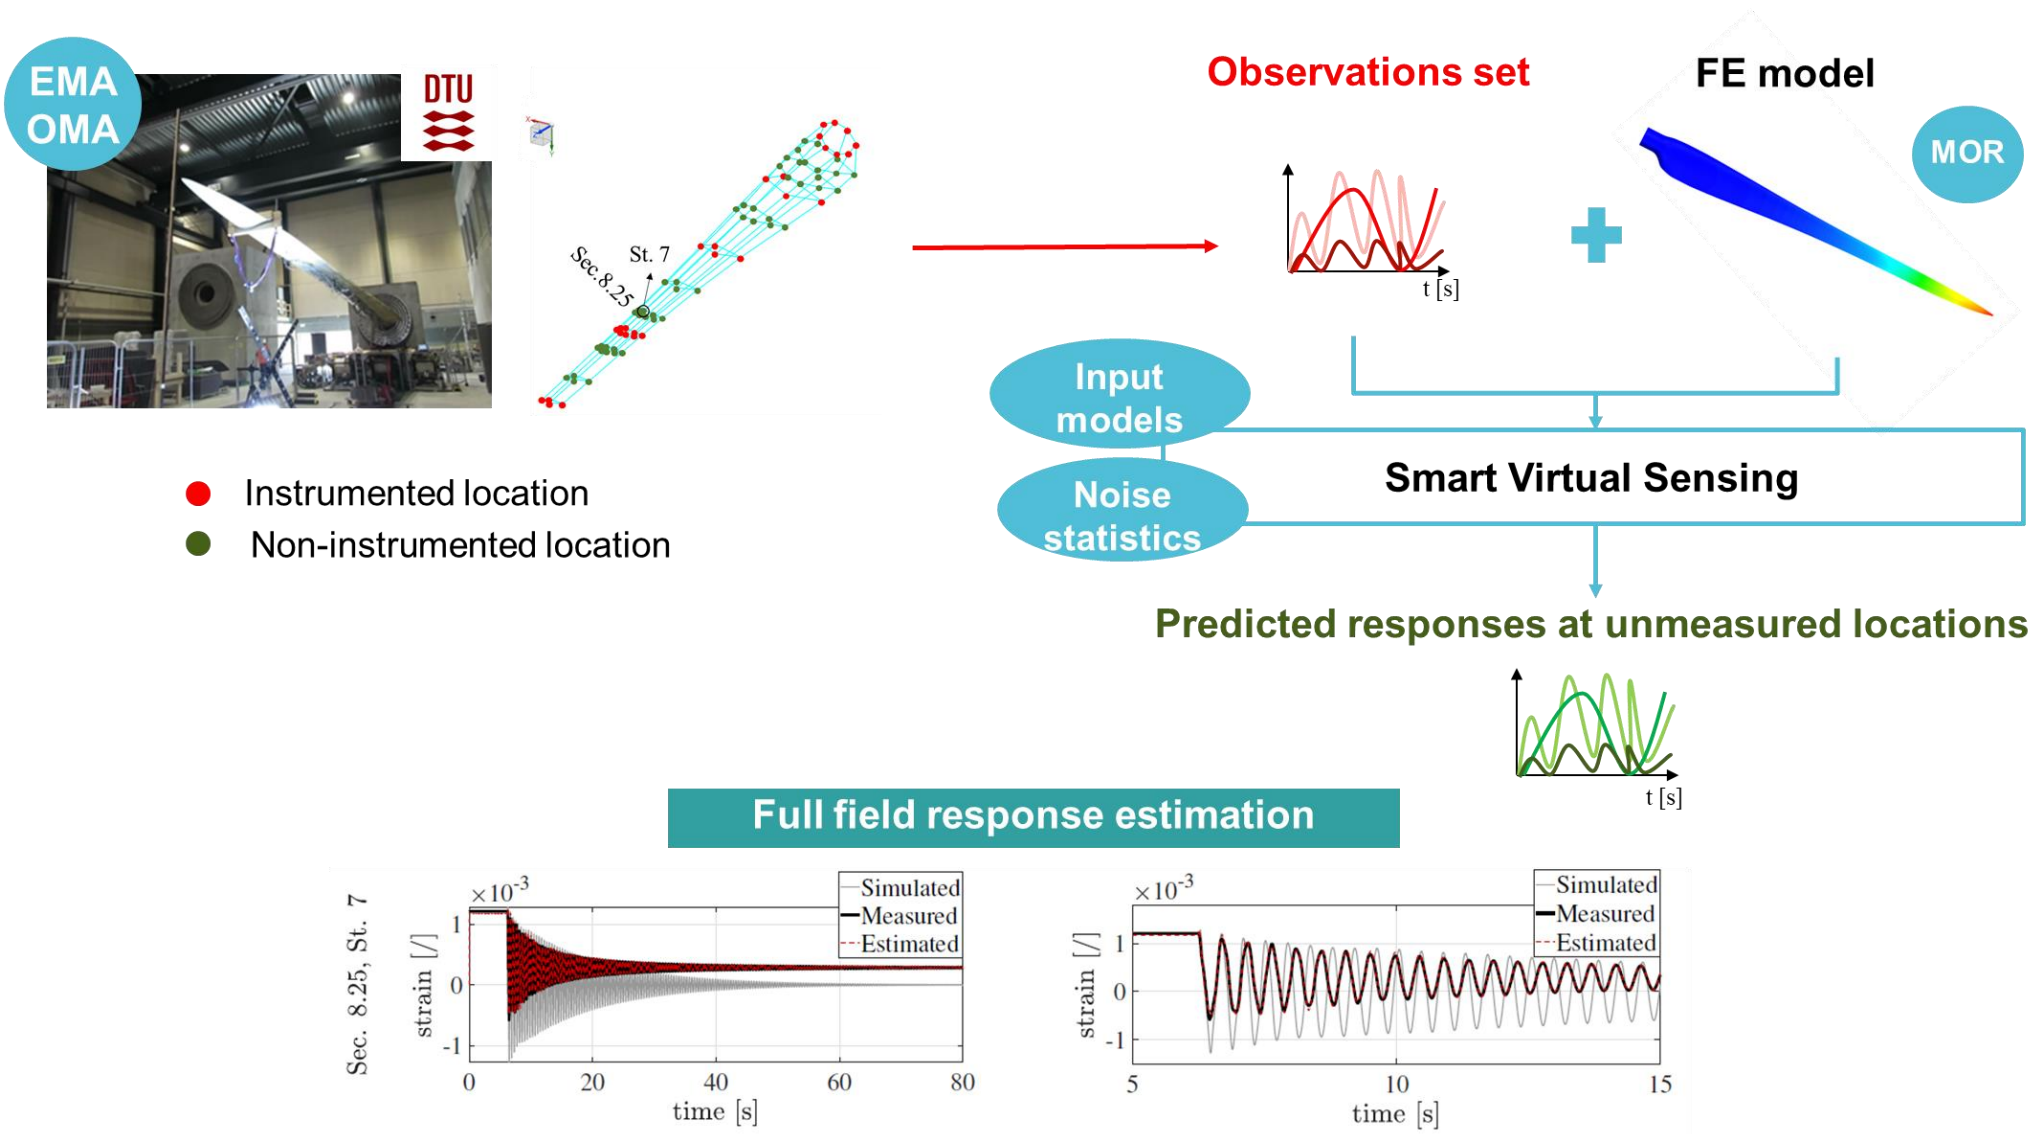 EMA
OMA
DTU
Observations set
FE model
MOR
St. 7
Sec.8.25
t [s]
Input
models
Noise
statistics
Smart Virtual Sensing
Instrumented location
Non-instrumented location
Predicted responses at unmeasured locations
t [s]
Full field response estimation
Sec. 8.25, St. 7
×10-3
Simulated
Measured
Estimated
strain [/]
1
0
-1
0 20 40 60 80
time [s]
×10-3
Simulated
Measured
Estimated
strain [/]
1
0
-1
5 10 15
time [s]